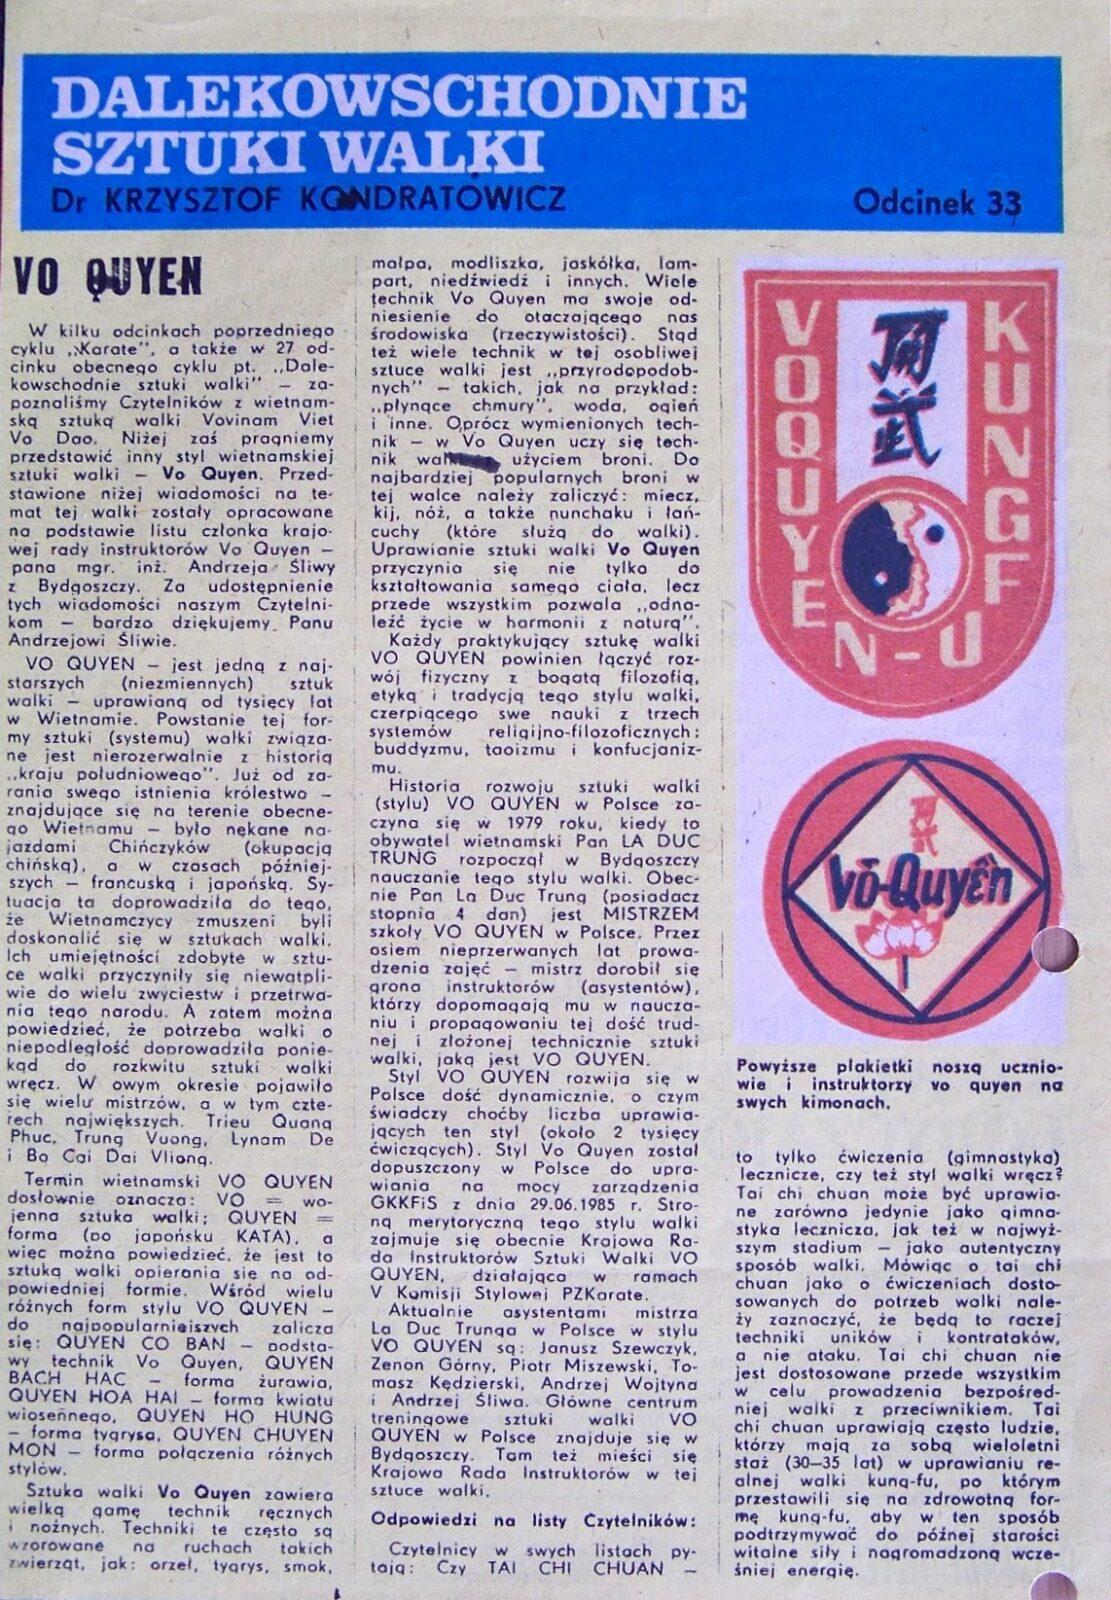 DALEKOWSCHODNIE
SZTUKI WALKI
Dr KRZYSZTOF KONDRATOWICZ
Odcinek 33
VO QUYEN
W kilku odcinkach poprzedniego
cyklu „Karate”, a także w 27 od-
cinku obecnego cyklu pt. „Dale-
kowschodnie sztuki walki” – za-
poznaliśmy Czytelników z wietnam-
ską sztuką walki Vovinam Viet
Vo Dao. Niżej zaś pragniemy
przedstawić inny styl wietnamskiej
sztuki walki – Vo Quyen. Przed-
stawione niżej wiadomości na te-
mat tej walki zostały opracowane
na podstawie listu członka krajo-
wej rady instruktorów Vo Quyen –
pana mgr. inż. Andrzeja Śliwy
z Bydgoszczy. Za udostępnienie
tych wiadomości naszym Czytelni-
kom – bardzo dziękujemy Panu
Andrzejowi Śliwie.
VO QUYEN – jest jedną z naj-
starszych (niezmiennych) sztuk
walki – uprawianą od tysięcy lat
w Wietnamie. Powstanie tej for-
my sztuki (systemu) walki związa-
ne jest nierozerwalnie z historią
„kraju południowego”. Już od za-
rania swego istnienia królestwo –
znajdujące się na terenie obecne-
go Wietnamu – było nękane na-
jazdami Chińczyków (okupacją
chińską), a w czasach później-
szych – francuską i japońską. Sy-
tuacja ta doprowadziła do tego,
że Wietnamczycy zmuszeni byli
doskonalić się w sztukach walki.
Ich umiejętności zdobyte w sztu-
ce walki przyczyniły się niewątpli-
wie do wielu zwycięstw i przetrwa-
nia tego narodu. A zatem można
powiedzieć, że potrzeba walki o
niepodległość doprowadziła ponie-
kąd do rozkwitu sztuki walki
wręcz. W owym okresie pojawiło
się wielu mistrzów, a w tym czte-
rech największych. Trieu Quang
Phuc, Trung Vuong, Lynam De
i Bo Cai Dai Vliong.
Termin wietnamski VO QUYEN
dosłownie oznacza: VO = wo-
jenna sztuka walki; QUYEN =
forma (po japońsku KATA), a
więc można powiedzieć, że jest to
sztuka walki opierania się na od-
powiedniej formie. Wśród wielu
różnych form stylu VO QUYEN –
do najpopularniejszych zalicza
się: QUYEN CO BAN – podsta-
wy technik Vo Quyen, QUYEN
BACH HAC – forma żurawia,
QUYEN HOA HAI – forma kwiatu
wiosennego, QUYEN HO HUNG
– forma tygrysa, QUYEN CHUYEN
MON – forma połączenia różnych
stylów.
Sztuka walki Vo Quyen zawiera
wielką gamę technik ręcznych
i nożnych. Techniki te często są
wzorowane na ruchach takich
zwierząt, jak: orzeł, tygrys, smok,
małpa, modliszka, jaskółka, lam-
part, niedźwiedź i innych. Wiele
technik Vo Quyen ma swoje od-
niesienie do otaczającego nas
środowiska (rzeczywistości). Stąd
też wiele technik w tej osobliwej
sztuce walki jest „przyrodopodob-
nych” – takich, jak na przykład:
„płynące chmury”, woda, ogień
i inne. Oprócz wymienionych tech-
nik – w Vo Quyen uczy się tech-
nik użyciem broni. Do
najbardziej popularnych broni w
tej walce należy zaliczyć: miecz,
kij, nóż, a także nunchaku i łań-
cuchy (które służą do walki).
Uprawianie sztuki walki Vo Quyen
przyczynia się nie tylko do
kształtowania samego ciała, lecz
przede wszystkim pozwala „odna-
leźć życie w harmonii z naturą”.
Każdy praktykujący sztukę walki
VO QUYEN powinien łączyć roz-
wój fizyczny z bogatą filozofią,
etyką i tradycją tego stylu walki,
czerpiącego swe nauki z trzech
systemów religijno-filozoficznych:
buddyzmu, taoizmu i konfucjaniz-
mu.
Historia rozwoju sztuki walki
(stylu) VO QUYEN w Polsce za-
czyna się w 1979 roku, kiedy to
obywatel wietnamski Pan LA DUC
TRUNG rozpoczął w Bydgoszczy
nauczanie tego stylu walki. Obec-
nie Pan La Duc Trung (posiadacz
stopnia 4 dan) jest MISTRZEM
szkoły VO QUYEN w Polsce. Przez
osiem nieprzerwanych lat prowa-
dzenia zajęć – mistrz dorobił się
grona instruktorów (asystentów),
którzy dopomagają mu w naucza-
niu i propagowaniu tej dość trud-
nej i złożonej technicznie sztuki
walki, jaką jest VO QUYEN.
Styl VO QUYEN rozwija się w
Polsce dość dynamicznie, o czym
świadczy choćby liczba uprawia-
jących ten styl (około 2 tysięcy
ćwiczących). Styl Vo Quyen został
dopuszczony w Polsce do upra-
wiania na mocy zarządzenia
GKKFiS z dnia 29.06.1985 r. Stro-
ną merytoryczną tego stylu walki
zajmuje się obecnie Krajowa Ra-
da Instruktorów Sztuki Walki VO
QUYEN, działająca w ramach
V Komisji Stylowej PZKarate.
Aktualnie asystentami mistrza
La Duc Trunga w Polsce w stylu
VO QUYEN są: Janusz Szewczyk,
Zenon Górny, Piotr Miszewski, To-
masz Kędzierski, Andrzej Wojtyna
i Andrzej Śliwa. Główne centrum
treningowe sztuki walki VO
QUYEN w Polsce znajduje się w
Bydgoszczy. Tam też mieści się
Krajowa Rada Instruktorów w tej
sztuce walki.
Odpowiedzi na listy Czytelników:
Czytelnicy w swych listach py-
tają: Czy TAI CHI CHUAN –
VOQUYEN – KUNGFU
武
Võ-Quyền
Powyższe plakietki noszą ucznio-
wie i instruktorzy vo quyen na
swych kimonach.
to tylko ćwiczenia (gimnastyka)
lecznicze, czy też styl walki wręcz?
Tai chi chuan może być uprawia-
ne zarówno jedynie jako gimna-
styka lecznicza, jak też w najwyż-
szym stadium – jako autentyczny
sposób walki. Mówiąc o tai chi
chuan jako o ćwiczeniach dosto-
sowanych do potrzeb walki nale-
ży zaznaczyć, że będą to raczej
techniki uników i kontrataków,
a nie ataku. Tai chi chuan nie
jest dostosowane przede wszystkim
w celu prowadzenia bezpośred-
niej walki z przeciwnikiem. Tai
chi chuan uprawiają często ludzie,
którzy mają za sobą wieloletni
staż (30–35 lat) w uprawianiu re-
alnej walki kung-fu, po którym
przestawili się na zdrowotną for-
mę kung-fu, aby w ten sposób
podtrzymywać do późnej starości
witalne siły i nagromadzoną wcze-
śniej energię.